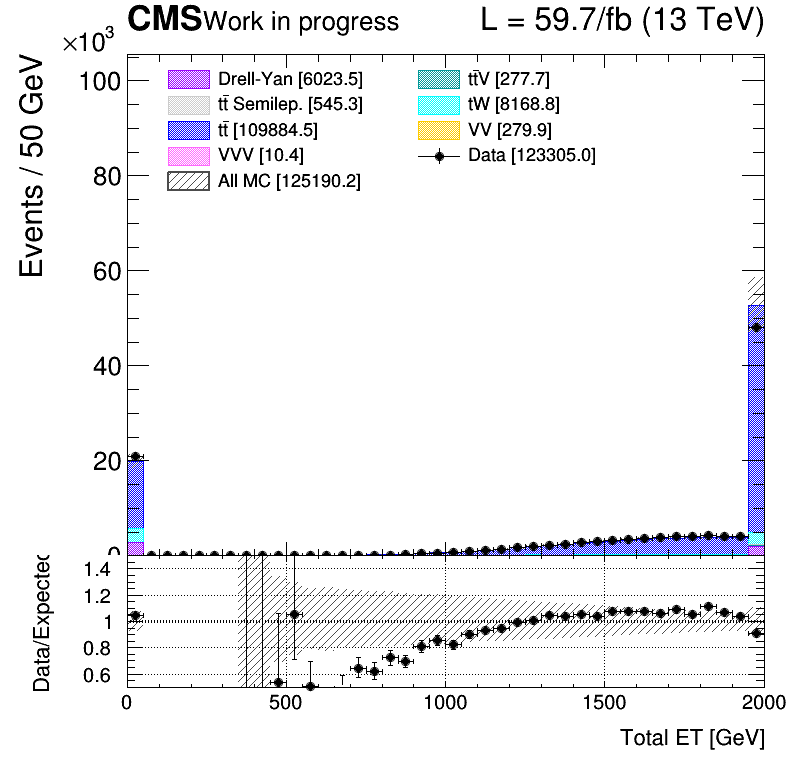 CMS Work in progress L = 59.7/fb (13 TeV)
×10³
Events / 50 GeV
100
80
60
40
20
0
Drell-Yan [6023.5]
tt̄ Semilep. [545.3]
tt̄ [109884.5]
VVV [10.4]
All MC [125190.2]
tt̄V [277.7]
tW [8168.8]
VV [279.9]
Data [123305.0]
Data/Expected
1.4
1.2
1
0.8
0.6
0 500 1000 1500 2000
Total ET [GeV]